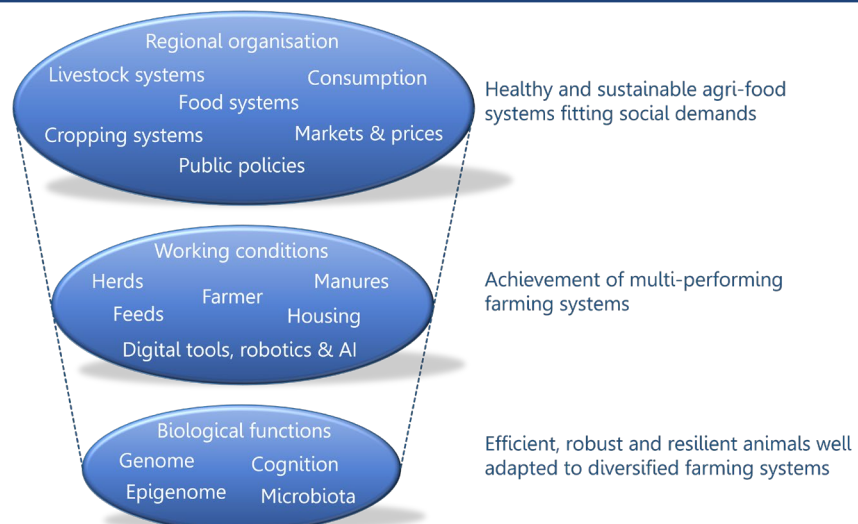 Regional organisation
Livestock systems
Consumption
Food systems
Cropping systems
Markets & prices
Public policies
Healthy and sustainable agri-food
systems fitting social demands
Working conditions
Herds
Manures
Farmer
Feeds
Housing
Digital tools, robotics & AI
Achievement of multi-performing
farming systems
Biological functions
Genome
Cognition
Epigenome
Microbiota
Efficient, robust and resilient animals well
adapted to diversified farming systems